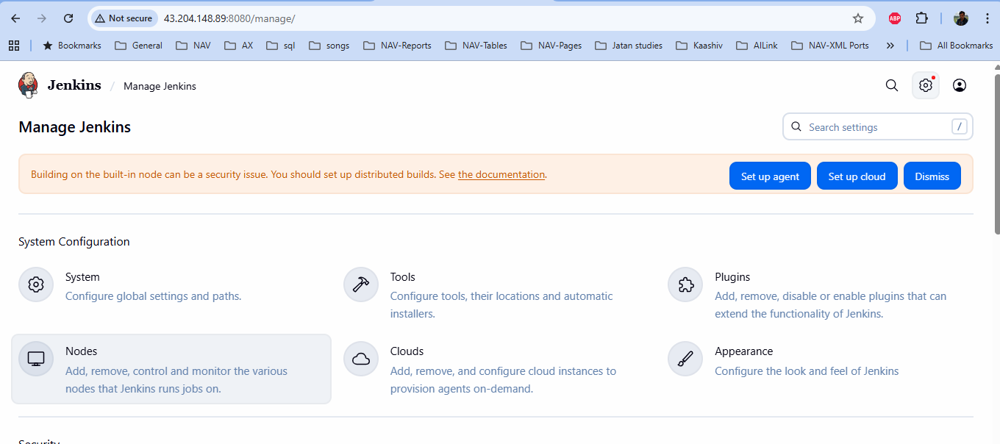 Not secure 43.204.148.89:8080/manage/ ABP
Bookmarks General NAV AX sql songs NAV-Reports NAV-Tables NAV-Pages Jatan studies Kaashiv AILink NAV-XML Ports » All Bookmarks
Jenkins / Manage Jenkins
Manage Jenkins
Search settings /
Building on the built-in node can be a security issue. You should set up distributed builds. See the documentation.
Set up agent Set up cloud Dismiss
System Configuration
System
Configure global settings and paths.
Tools
Configure tools, their locations and automatic
installers.
Plugins
Add, remove, disable or enable plugins that can
extend the functionality of Jenkins.
Nodes
Add, remove, control and monitor the various
nodes that Jenkins runs jobs on.
Clouds
Add, remove, and configure cloud instances to
provision agents on-demand.
Appearance
Configure the look and feel of Jenkins
Security